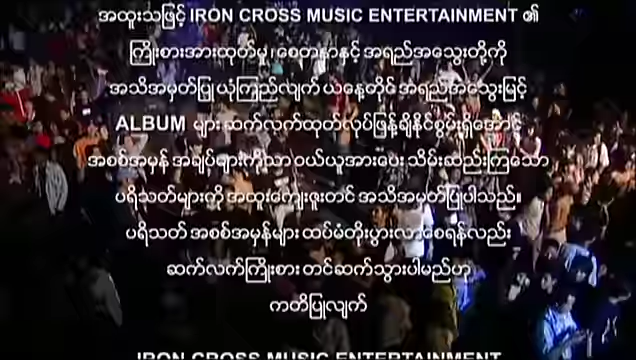 အထူးသဖြင့် IRON CROSS MUSIC ENTERTAINMENT ၏
ကြိုးစားအားထုတ်မှု ၊ စေတနာနှင့် အရည်အသွေးတို့ကို
အသိအမှတ်ပြု ယုံကြည်လျက် ယနေ့တိုင် အရည်အသွေးမြင့်
ALBUM များ ဆက်လက်ထုတ်လုပ်ဖြန့်ချိနိုင်စွမ်းရှိအောင်
အစစ်အမှန် အချပ်များကိုသာ ဝယ်ယူအားပေး သိမ်းဆည်းကြသော
ပရိသတ်များကို အထူးကျေးဇူးတင် အသိအမှတ်ပြုပါသည်။
ပရိသတ် အစစ်အမှန်များ ထပ်မံတိုးပွားလာစေရန်လည်း
ဆက်လက်ကြိုးစား တင်ဆက်သွားပါမည်ဟု
ကတိပြုလျက်
IRON CROSS MUSIC ENTERTAINMENT